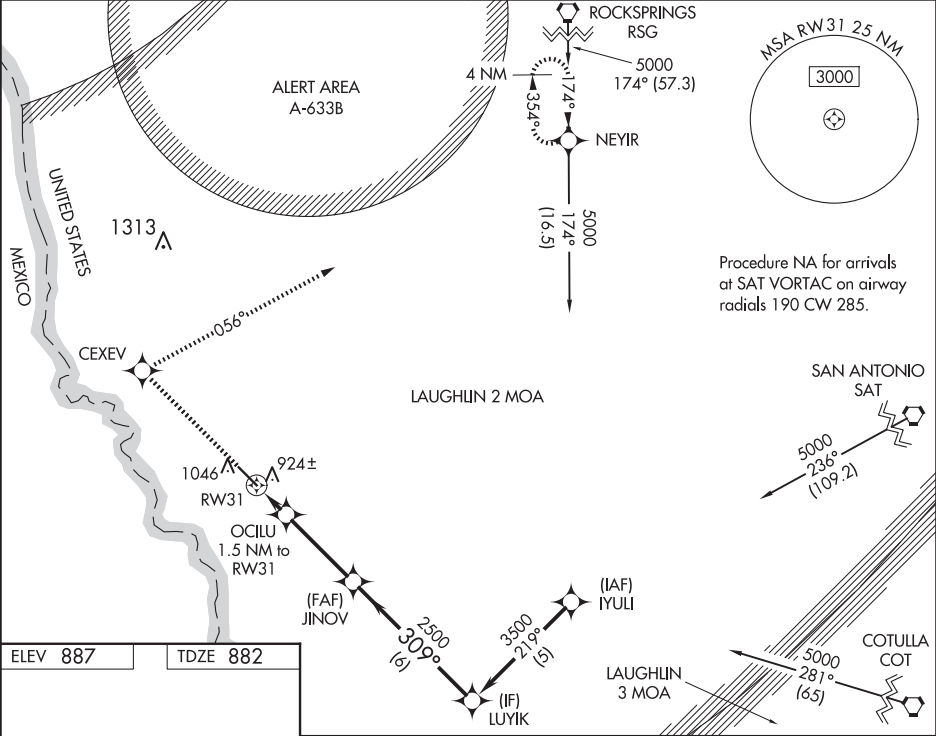 ROCKSPRINGS
RSG
5000
174° (57.3)
4 NM
174°
354°
NEYIR
5000
174°
(16.5)
MSA RW31 25 NM
3000
ALERT AREA
A-633B
UNITED STATES
MEXICO
1313
Procedure NA for arrivals
at SAT VORTAC on airway
radials 190 CW 285.
056°
CEXEV
LAUGHLIN 2 MOA
SAN ANTONIO
SAT
5000
236°
(109.2)
1046
924±
RW31
OCILU
1.5 NM to
RW31
(FAF)
JINOV
2500
309°
(6)
(IAF)
IYULI
3500
219°
(5)
(IF)
LUYIK
LAUGHLIN
3 MOA
COTULLA
COT
5000
281°
(65)
ELEV 887
TDZE 882